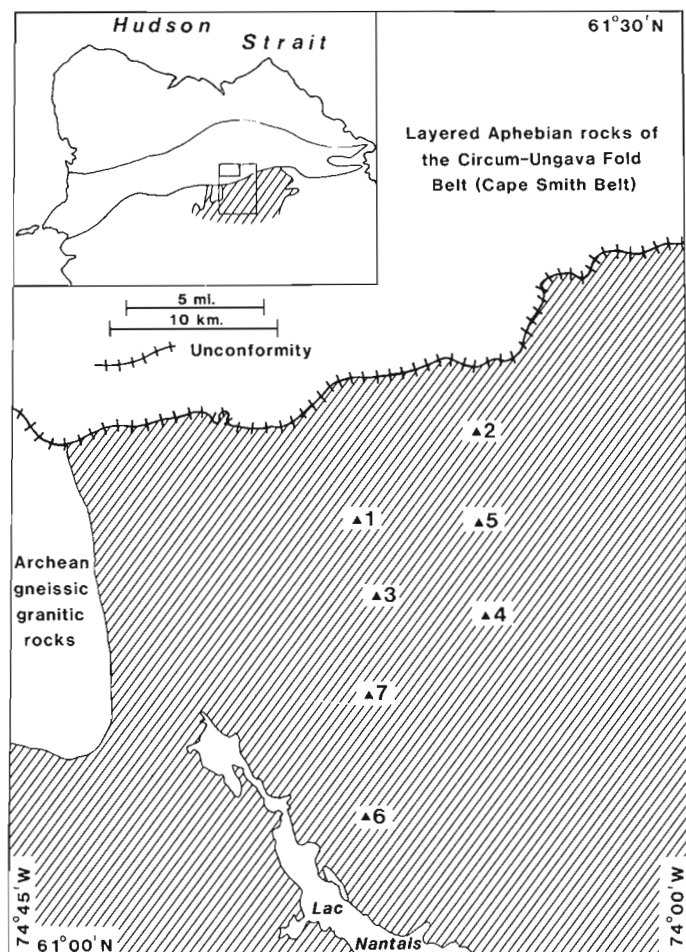 Hudson
Strait
61°30'N
Layered Aphebian rocks of
the Circum-Ungava Fold
Belt (Cape Smith Belt)
5 mi.
10 km.
Unconformity
2
1
5
3
4
7
6
Archean
gneissic
granitic
rocks
Lac
Nantais
74°45'W
61°00'N
74°00'W